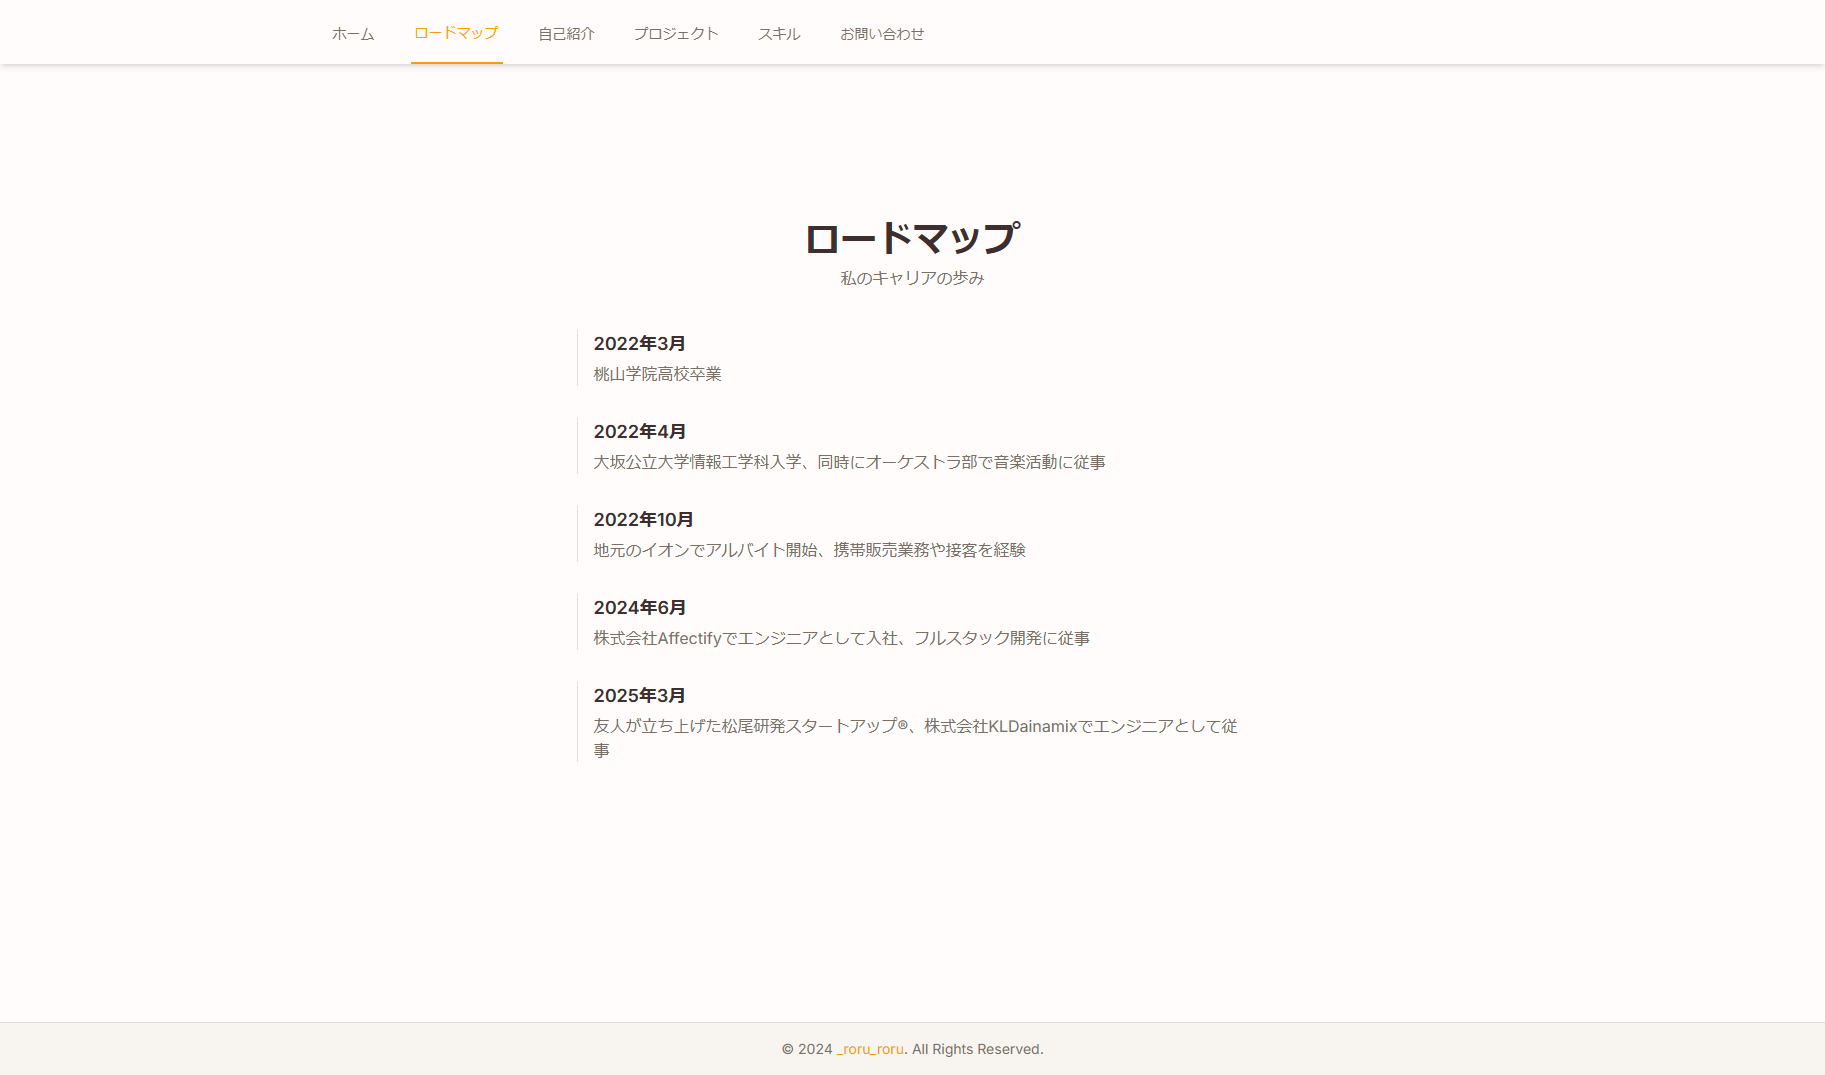 ホーム ロードマップ 自己紹介 プロジェクト スキル お問い合わせ
ロードマップ
私のキャリアの歩み
2022年3月
桃山学院高校卒業
2022年4月
大坂公立大学情報工学科入学、同時にオーケストラ部で音楽活動に従事
2022年10月
地元のイオンでアルバイト開始、携帯販売業務や接客を経験
2024年6月
株式会社Affectifyでエンジニアとして入社、フルスタック開発に従事
2025年3月
友人が立ち上げた松尾研発スタートアップ®、株式会社KLDainamixでエンジニアとして従
事
© 2024 _roru_roru. All Rights Reserved.